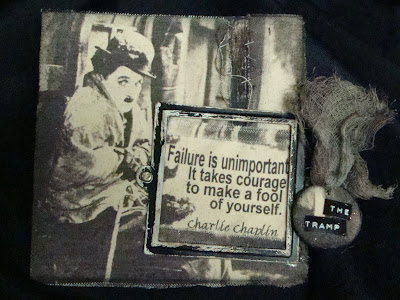 Failure is unimportant
It takes courage
to make a fool
of yourself.
charlie chaplin
THE
TRAMP